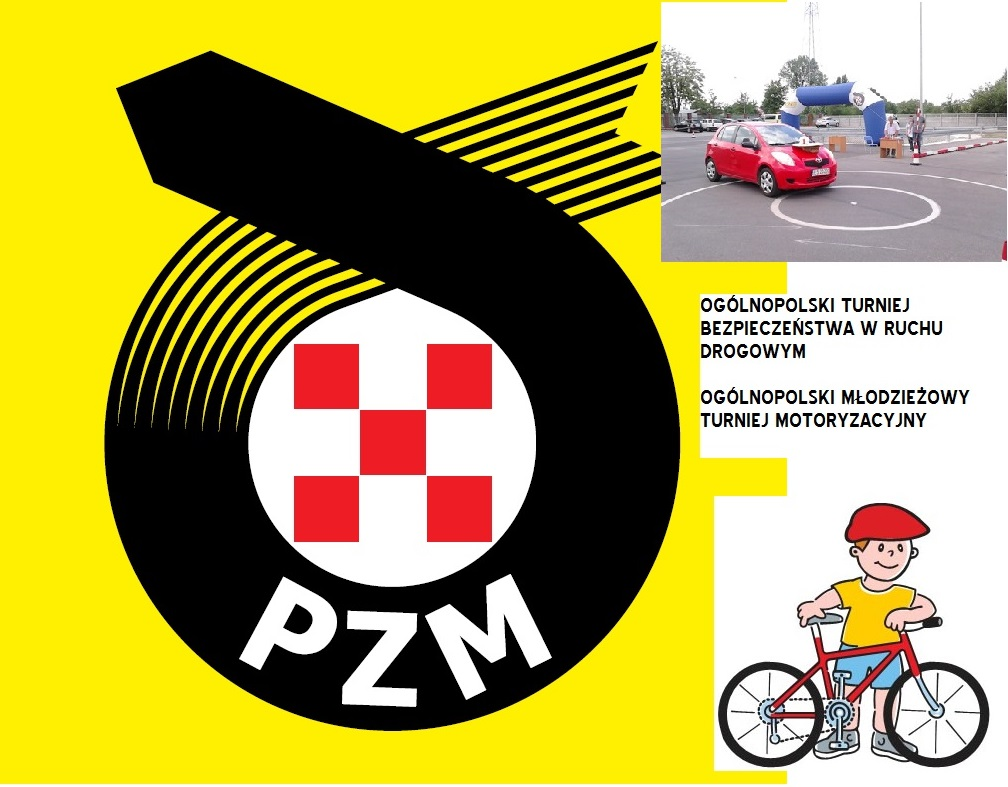 PZM
OGÓLNOPOLSKI TURNIEJ
BEZPIECZEŃSTWA W RUCHU
DROGOWYM
OGÓLNOPOLSKI MŁODZIEŻOWY
TURNIEJ MOTORYZACYJNY